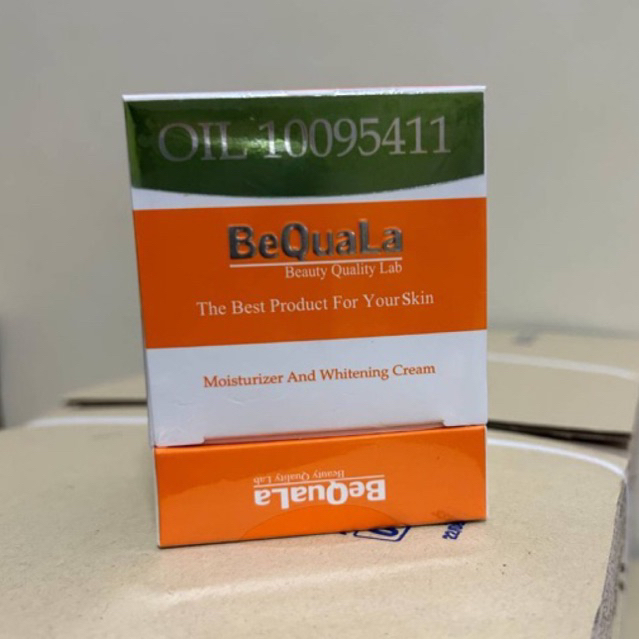 OIL 10095411
BeQuaLa
Beauty Quality Lab
The Best Product For Your Skin
Moisturizer And Whitening Cream
BeQuaLa
Beauty Quality Lab